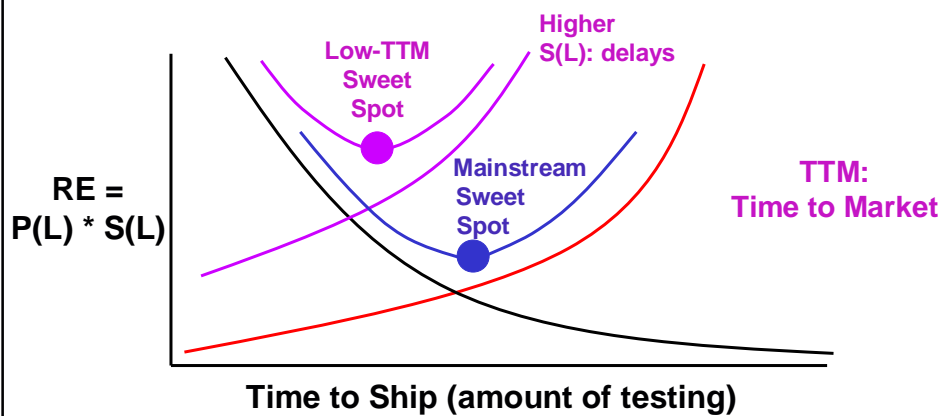 Low-TTM
Sweet
Spot
Higher
S(L): delays
Mainstream
Sweet
Spot
TTM:
Time to Market
RE =
P(L) * S(L)
Time to Ship (amount of testing)